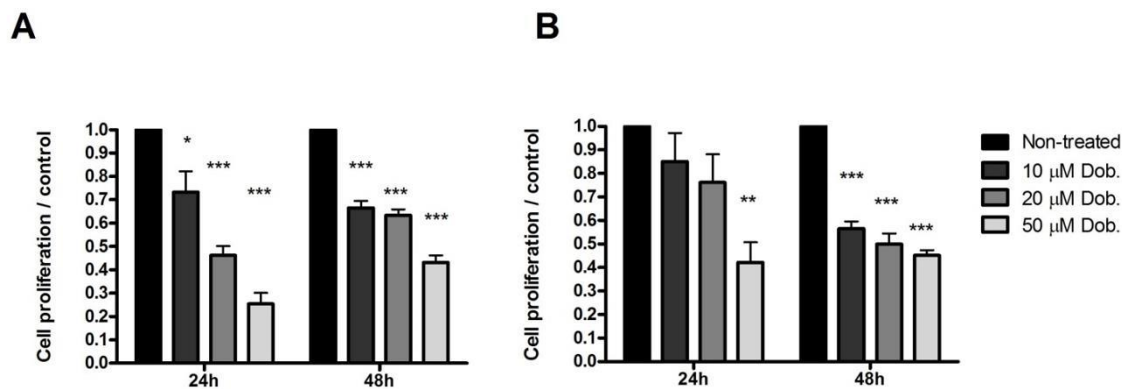 A
Cell proliferation / control
1.0
0.9
0.8
0.7
0.6
0.5
0.4
0.3
0.2
0.1
0.0
* *** ***
*** *** ***
24h 48h
B
Cell proliferation / control
1.0
0.9
0.8
0.7
0.6
0.5
0.4
0.3
0.2
0.1
0.0
**
*** *** ***
24h 48h
Non-treated
10 µM Dob.
20 µM Dob.
50 µM Dob.